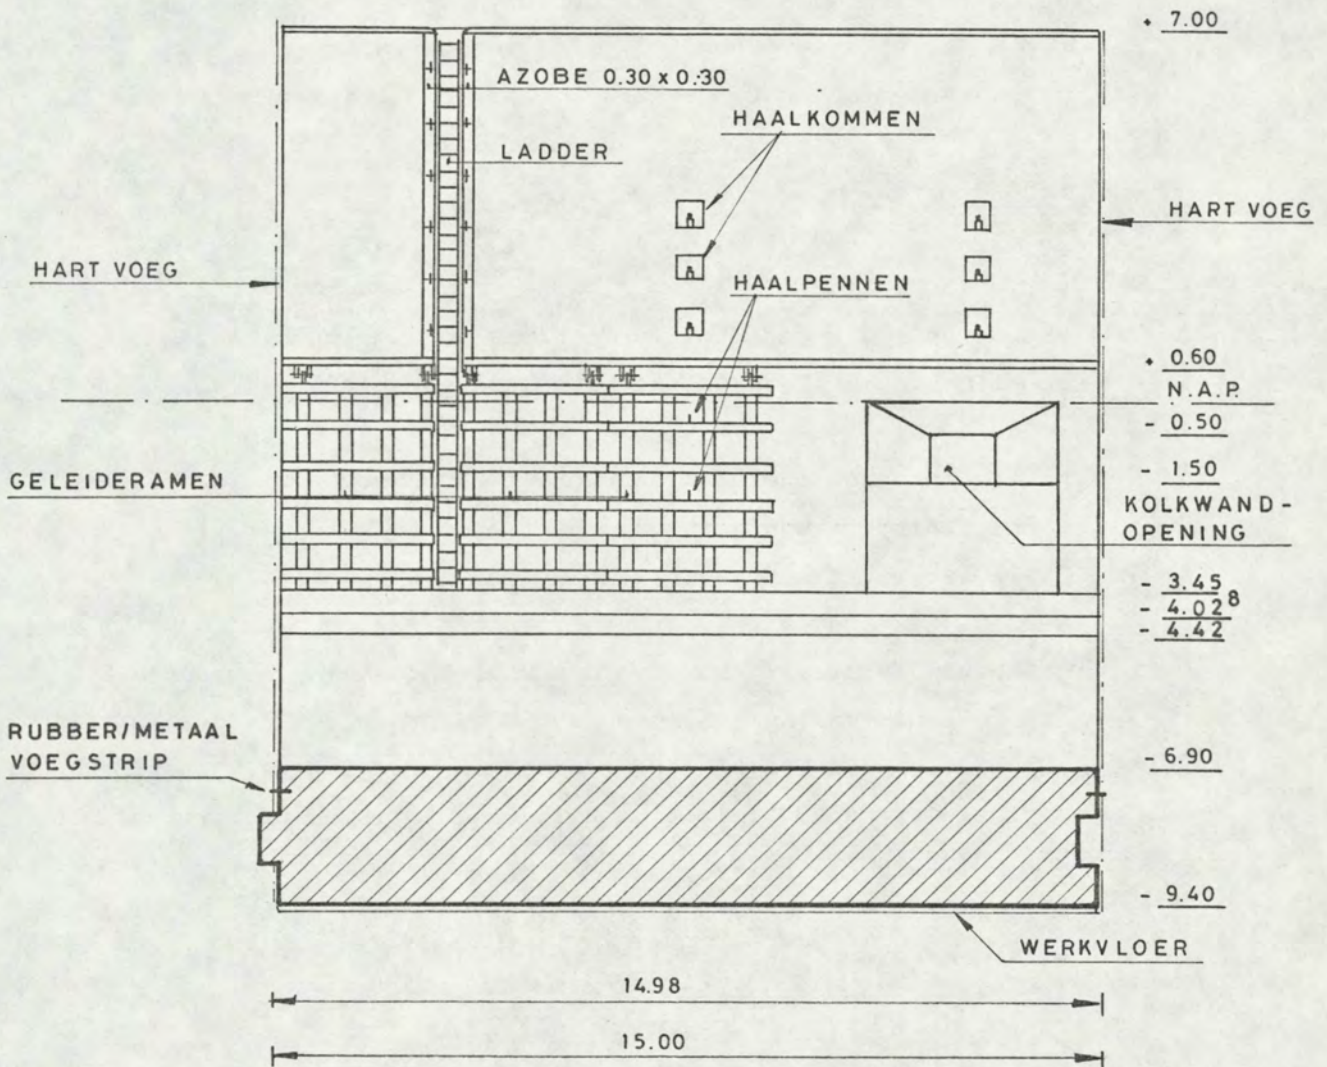 + 7.00
AZOBE 0.30 x 0.30
HAALKOMMEN
LADDER
HART VOEG
HART VOEG
HAALPENNEN
+ 0.60
N.A.P.
- 0.50
- 1.50
GELEIDERAMEN
KOLKWAND-
OPENING
- 3.45
- 4.02⁸
- 4.42
RUBBER/METAAL
VOEGSTRIP
- 6.90
- 9.40
WERKVLOER
14.98
15.00